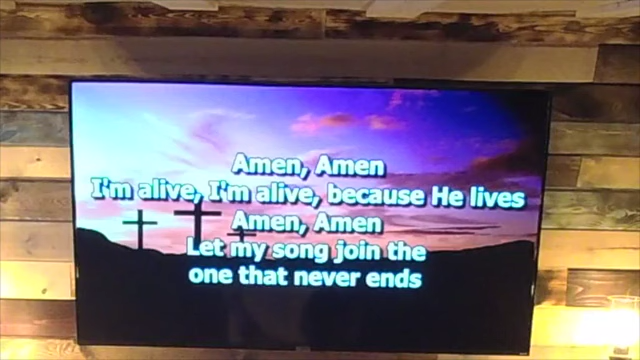 Amen, Amen
I'm alive, I'm alive, because He lives
Amen, Amen
Let my song join the
one that never ends